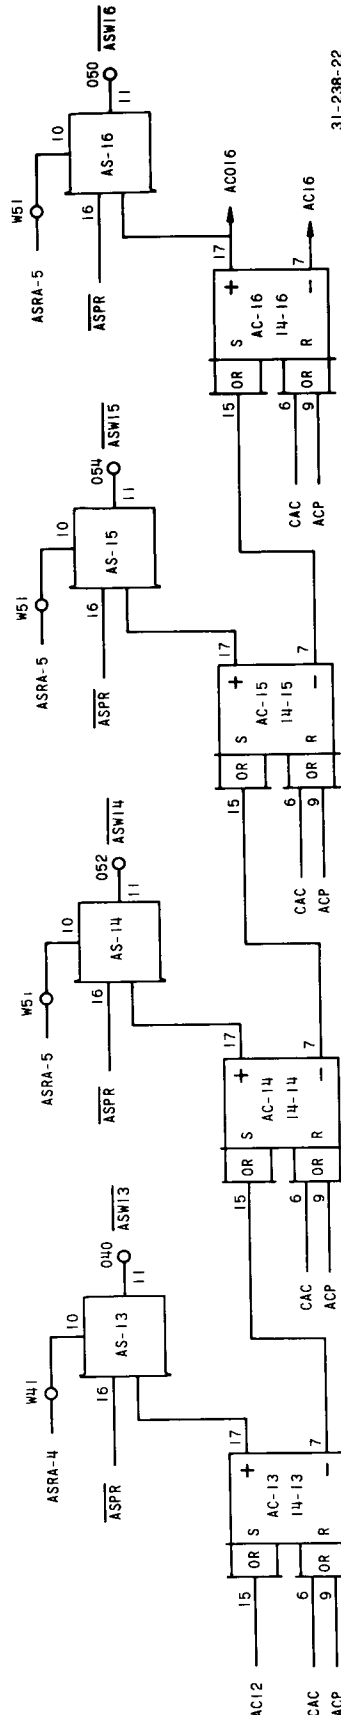 ASW16
050
11
10
W51
AS-16
ASRA-5
16
ASPR
AC016
17
AC16
7
+
-
AC-16
14-16
S
R
OR
OR
15
6
9
CAC
ACP
31-23B-22
ASW15
054
11
10
W51
AS-15
ASRA-5
16
ASPR
17
7
+
-
AC-15
14-15
S
R
OR
OR
15
6
9
CAC
ACP
ASW14
052
11
10
W51
AS-14
ASRA-5
16
ASPR
17
7
+
-
AC-14
14-14
S
R
OR
OR
15
6
9
CAC
ACP
ASW13
040
11
10
W41
AS-13
ASRA-4
16
ASPR
17
7
+
-
AC-13
14-13
S
R
OR
OR
15
6
9
AC12
CAC
ACP